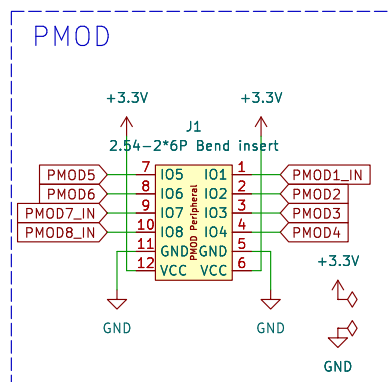 PMOD
+3.3V +3.3V
J1
2.54-2*6P Bend insert
PMOD5 7 IO5 IO1 1 PMOD1_IN
PMOD6 8 IO6 IO2 2 PMOD2
PMOD7_IN 9 IO7 IO3 3 PMOD3
PMOD8_IN 10 IO8 IO4 4 PMOD4
11 GND GND 5
12 VCC VCC 6
PMOD Peripheral
+3.3V
GND GND
GND